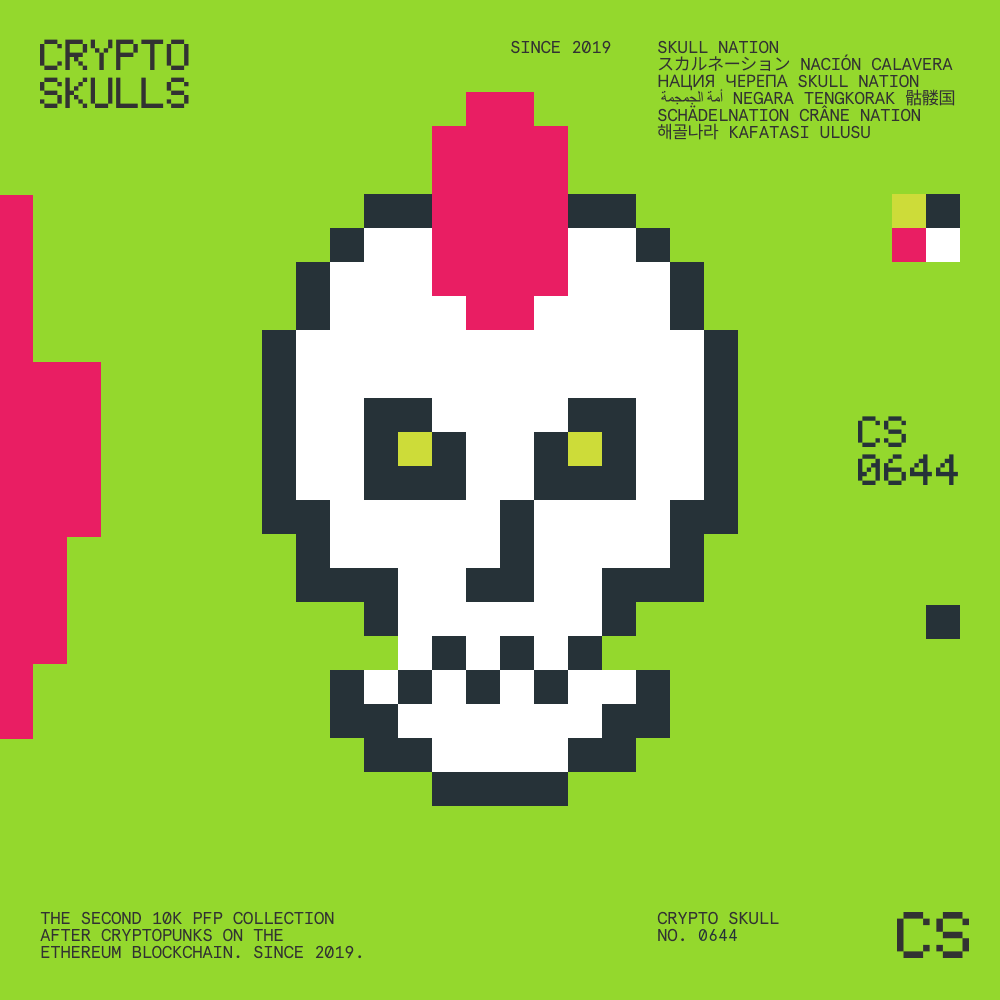 CRYPTO
SKULLS
SINCE 2019
SKULL NATION
スカルネーション NACIÓN CALAVERA
НАЦИЯ ЧЕРЕПА SKULL NATION
أمة الجمجمة NEGARA TENGKORAK 骷髅国
SCHÄDELNATION CRÂNE NATION
해골나라 KAFATASI ULUSU
CS
0644
THE SECOND 10K PFP COLLECTION
AFTER CRYPTOPUNKS ON THE
ETHEREUM BLOCKCHAIN. SINCE 2019.
CRYPTO SKULL
NO. 0644
CS